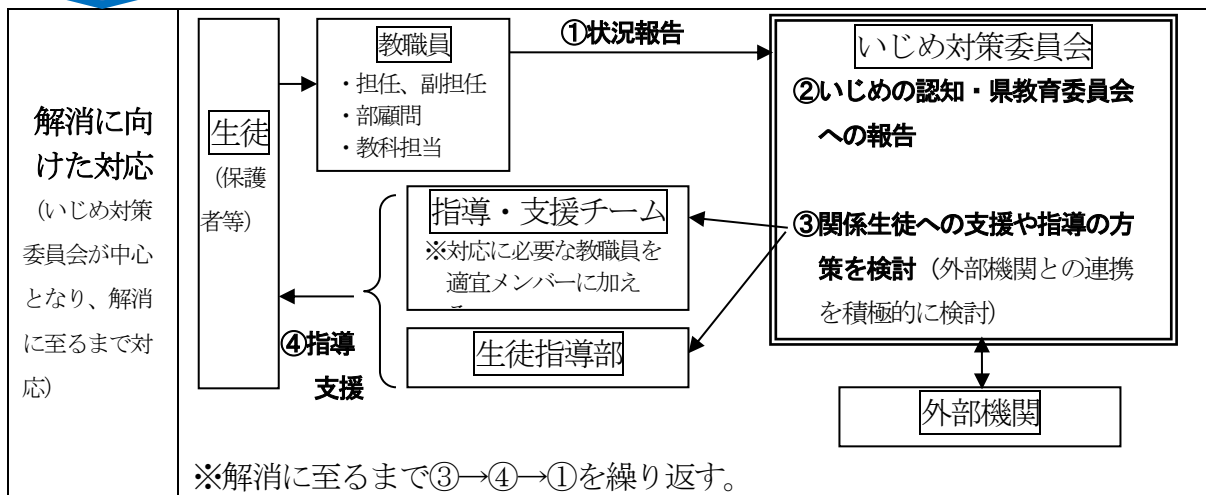 解消に向
けた対応
（いじめ対策
委員会が中心
となり、解消
に至るまで対
応）
生徒
（保護
者等）
教職員
・担任、副担任
・部顧問
・教科担当
①状況報告
いじめ対策委員会
②いじめの認知・県教育委員会
への報告
③関係生徒への支援や指導の方
策を検討（外部機関との連携
を積極的に検討）
指導・支援チーム
※対応に必要な教職員を
適宜メンバーに加え
④指導
支援
生徒指導部
外部機関
※解消に至るまで③→④→①を繰り返す。